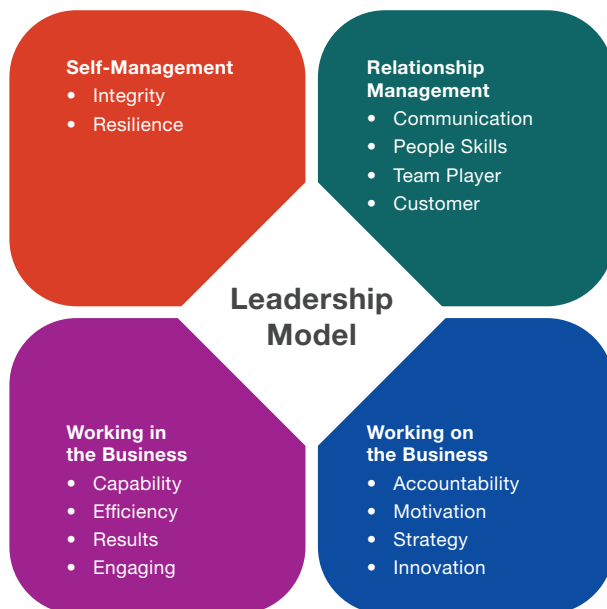 Self-Management
• Integrity
• Resilience
Relationship
Management
• Communication
• People Skills
• Team Player
• Customer
Leadership
Model
Working in
the Business
• Capability
• Efficiency
• Results
• Engaging
Working on
the Business
• Accountability
• Motivation
• Strategy
• Innovation